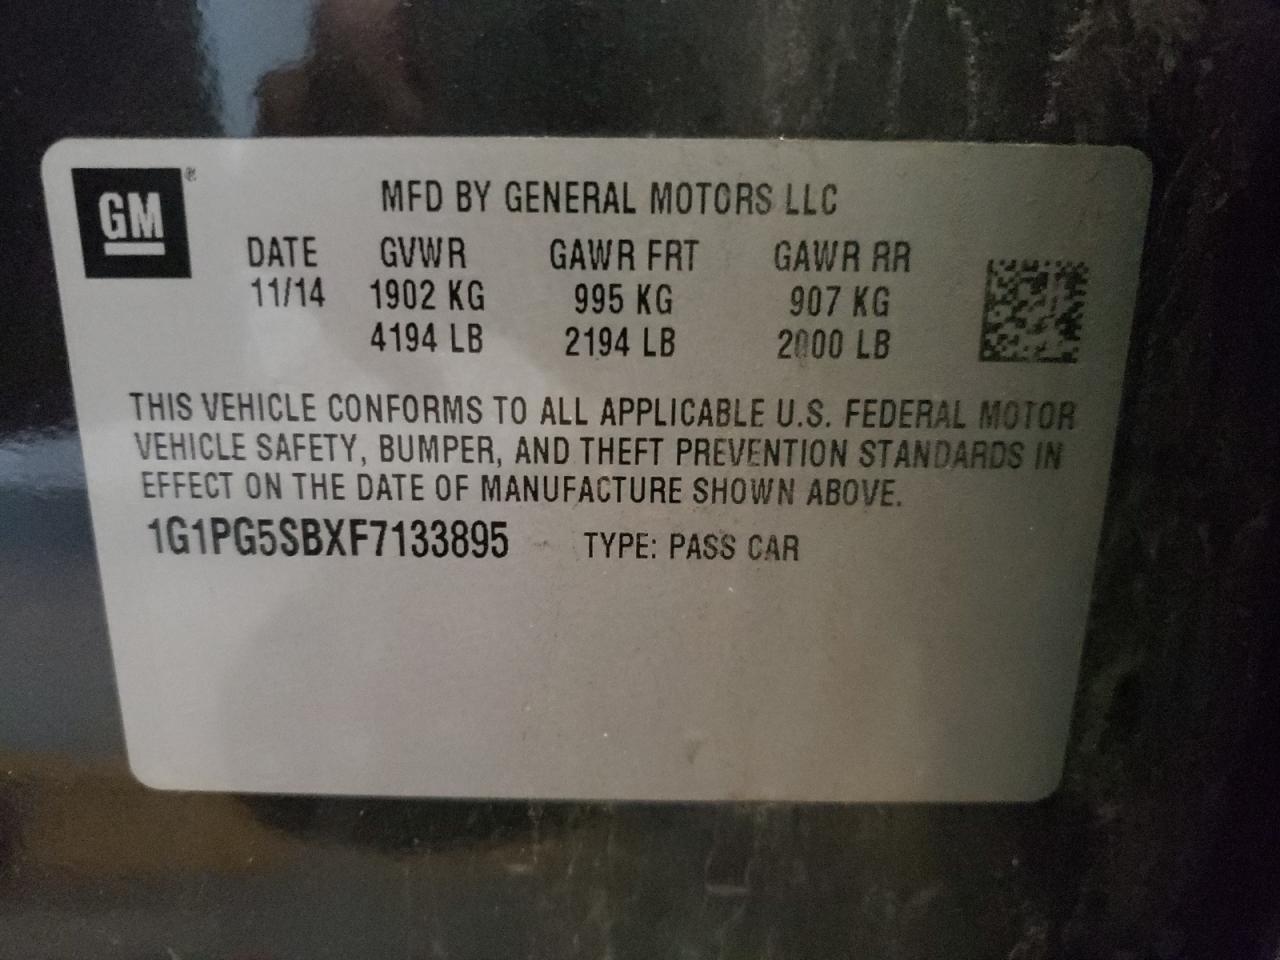 GM®
MFD BY GENERAL MOTORS LLC
DATE GVWR GAWR FRT GAWR RR
11/14 1902 KG 995 KG 907 KG
4194 LB 2194 LB 2000 LB
THIS VEHICLE CONFORMS TO ALL APPLICABLE U.S. FEDERAL MOTOR
VEHICLE SAFETY, BUMPER, AND THEFT PREVENTION STANDARDS IN
EFFECT ON THE DATE OF MANUFACTURE SHOWN ABOVE.
1G1PG5SBXF7133895 TYPE: PASS CAR